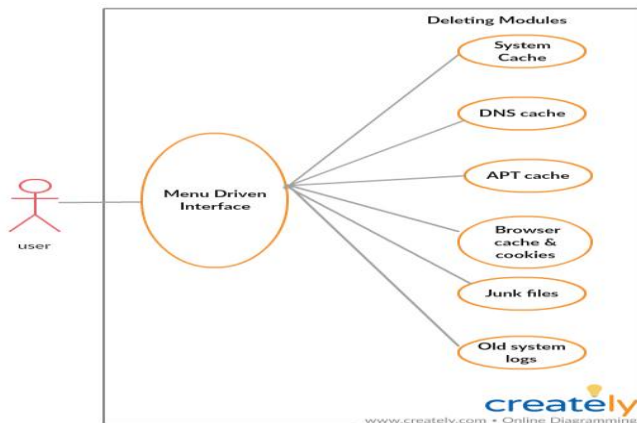 Deleting Modules
System
Cache
DNS cache
APT cache
Menu Driven
Interface
user
Browser
cache &
cookies
Junk files
Old system
logs
creately
www.creately.com • Online Diagramming